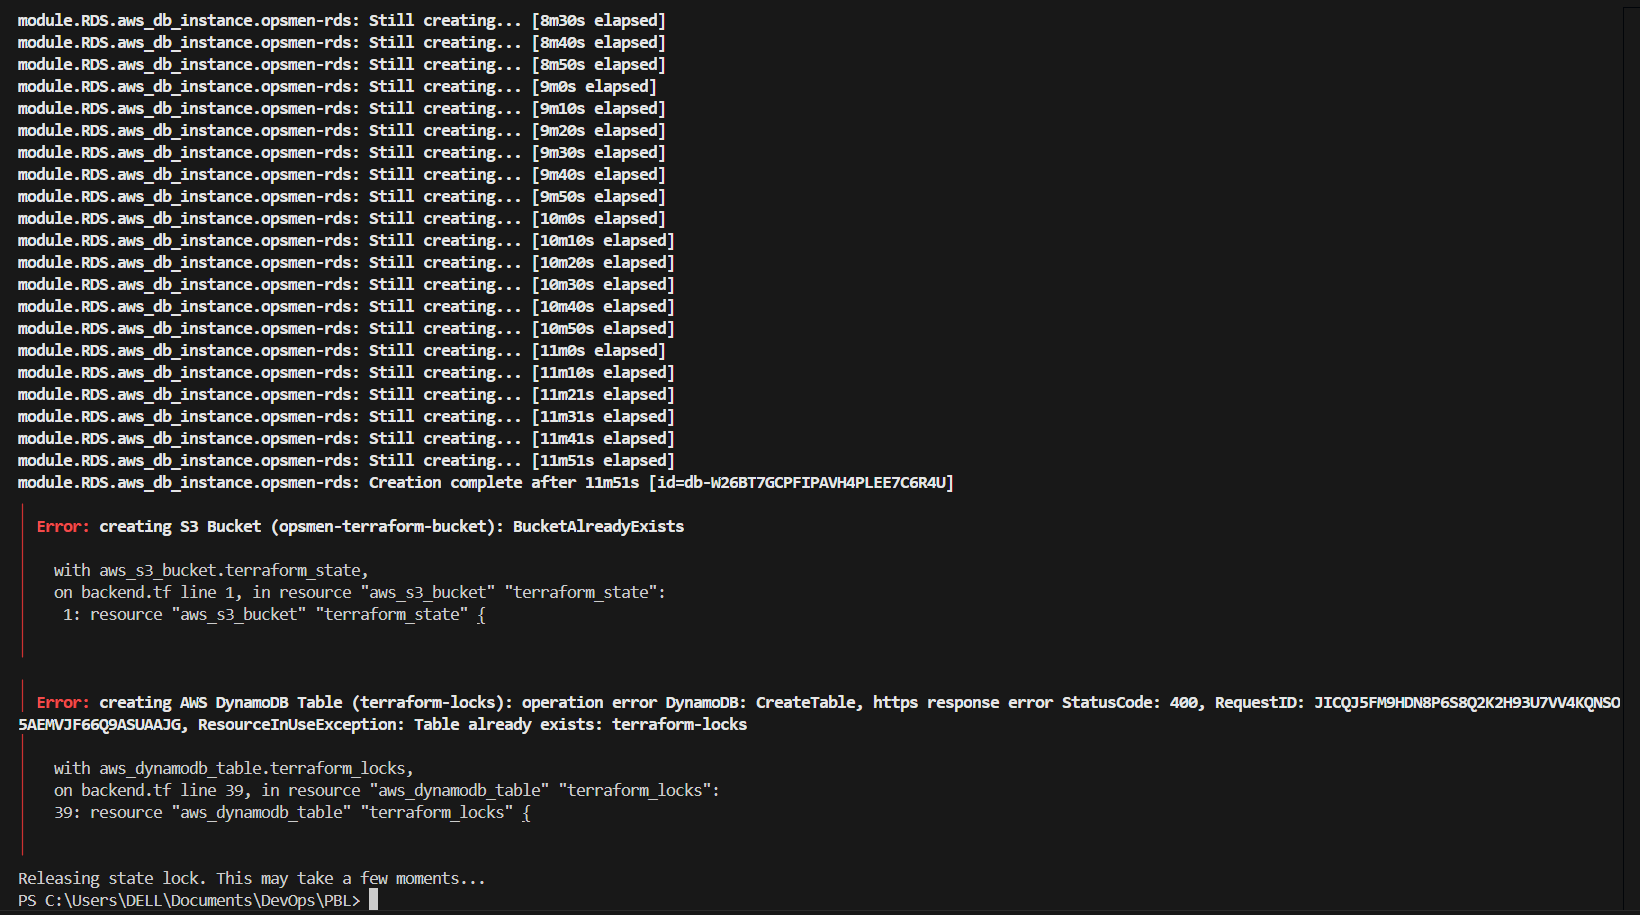 module.RDS.aws_db_instance.opsmen-rds: Still creating... [8m30s elapsed]
module.RDS.aws_db_instance.opsmen-rds: Still creating... [8m40s elapsed]
module.RDS.aws_db_instance.opsmen-rds: Still creating... [8m50s elapsed]
module.RDS.aws_db_instance.opsmen-rds: Still creating... [9m0s elapsed]
module.RDS.aws_db_instance.opsmen-rds: Still creating... [9m10s elapsed]
module.RDS.aws_db_instance.opsmen-rds: Still creating... [9m20s elapsed]
module.RDS.aws_db_instance.opsmen-rds: Still creating... [9m30s elapsed]
module.RDS.aws_db_instance.opsmen-rds: Still creating... [9m40s elapsed]
module.RDS.aws_db_instance.opsmen-rds: Still creating... [9m50s elapsed]
module.RDS.aws_db_instance.opsmen-rds: Still creating... [10m0s elapsed]
module.RDS.aws_db_instance.opsmen-rds: Still creating... [10m10s elapsed]
module.RDS.aws_db_instance.opsmen-rds: Still creating... [10m20s elapsed]
module.RDS.aws_db_instance.opsmen-rds: Still creating... [10m30s elapsed]
module.RDS.aws_db_instance.opsmen-rds: Still creating... [10m40s elapsed]
module.RDS.aws_db_instance.opsmen-rds: Still creating... [10m50s elapsed]
module.RDS.aws_db_instance.opsmen-rds: Still creating... [11m0s elapsed]
module.RDS.aws_db_instance.opsmen-rds: Still creating... [11m10s elapsed]
module.RDS.aws_db_instance.opsmen-rds: Still creating... [11m21s elapsed]
module.RDS.aws_db_instance.opsmen-rds: Still creating... [11m31s elapsed]
module.RDS.aws_db_instance.opsmen-rds: Still creating... [11m41s elapsed]
module.RDS.aws_db_instance.opsmen-rds: Still creating... [11m51s elapsed]
module.RDS.aws_db_instance.opsmen-rds: Creation complete after 11m51s [id=db-W26BT7GCPFIPAVH4PLEE7C6R4U]
Error: creating S3 Bucket (opsmen-terraform-bucket): BucketAlreadyExists
with aws_s3_bucket.terraform_state,
on backend.tf line 1, in resource "aws_s3_bucket" "terraform_state":
1: resource "aws_s3_bucket" "terraform_state" {
Error: creating AWS DynamoDB Table (terraform-locks): operation error DynamoDB: CreateTable, https response error StatusCode: 400, RequestID: JICQJ5FM9HDN8P6S8Q2K2H93U7VV4KQNSO
5AEMVJF66Q9ASUAAJG, ResourceInUseException: Table already exists: terraform-locks
with aws_dynamodb_table.terraform_locks,
on backend.tf line 39, in resource "aws_dynamodb_table" "terraform_locks":
39: resource "aws_dynamodb_table" "terraform_locks" {
Releasing state lock. This may take a few moments...
PS C:\Users\DELL\Documents\DevOps\PBL>